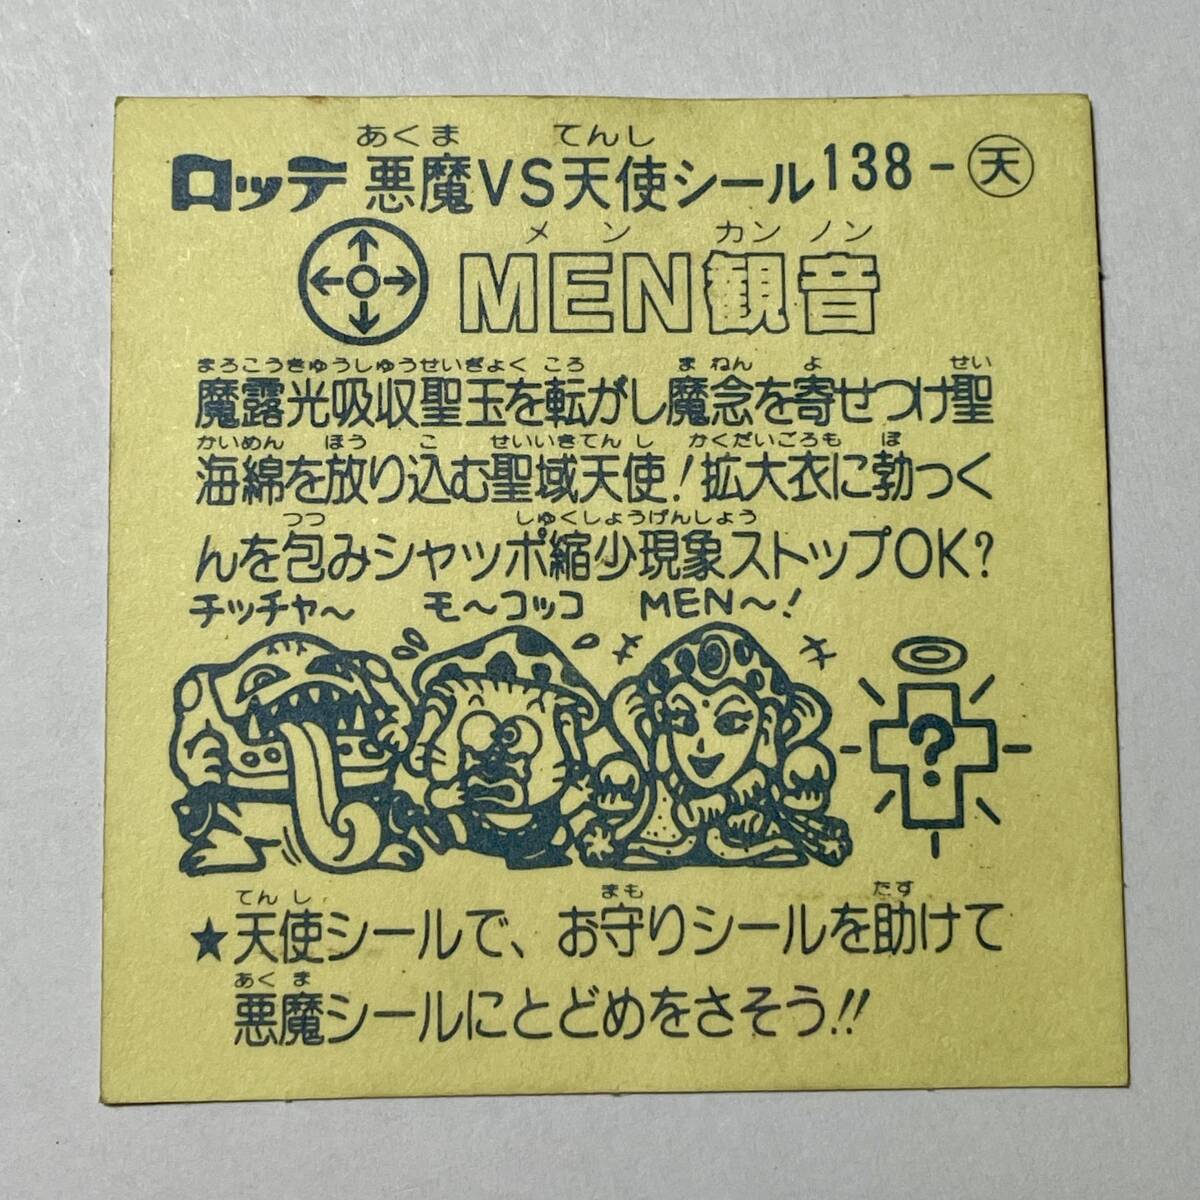 あくま てんし
ロッテ 悪魔VS天使シール 138-天
メン カンノン
MEN観音
まろこうきゅうしゅうせいぎょく ころ まねん よ せい
魔露光吸収聖玉を転がし魔念を寄せつけ聖
かいめん ほう こ せいいきてんし かくだいごろも ぼ
海綿を放り込む聖域天使!拡大衣に勃っく
つつ しゅくしょうげんしょう
んを包みシャッポ縮少現象ストップOK?
チッチャ〜 モ〜コッコ MEN〜!
?
てんし まも たす
★天使シールで、お守りシールを助けて
あくま
悪魔シールにとどめをさそう!!